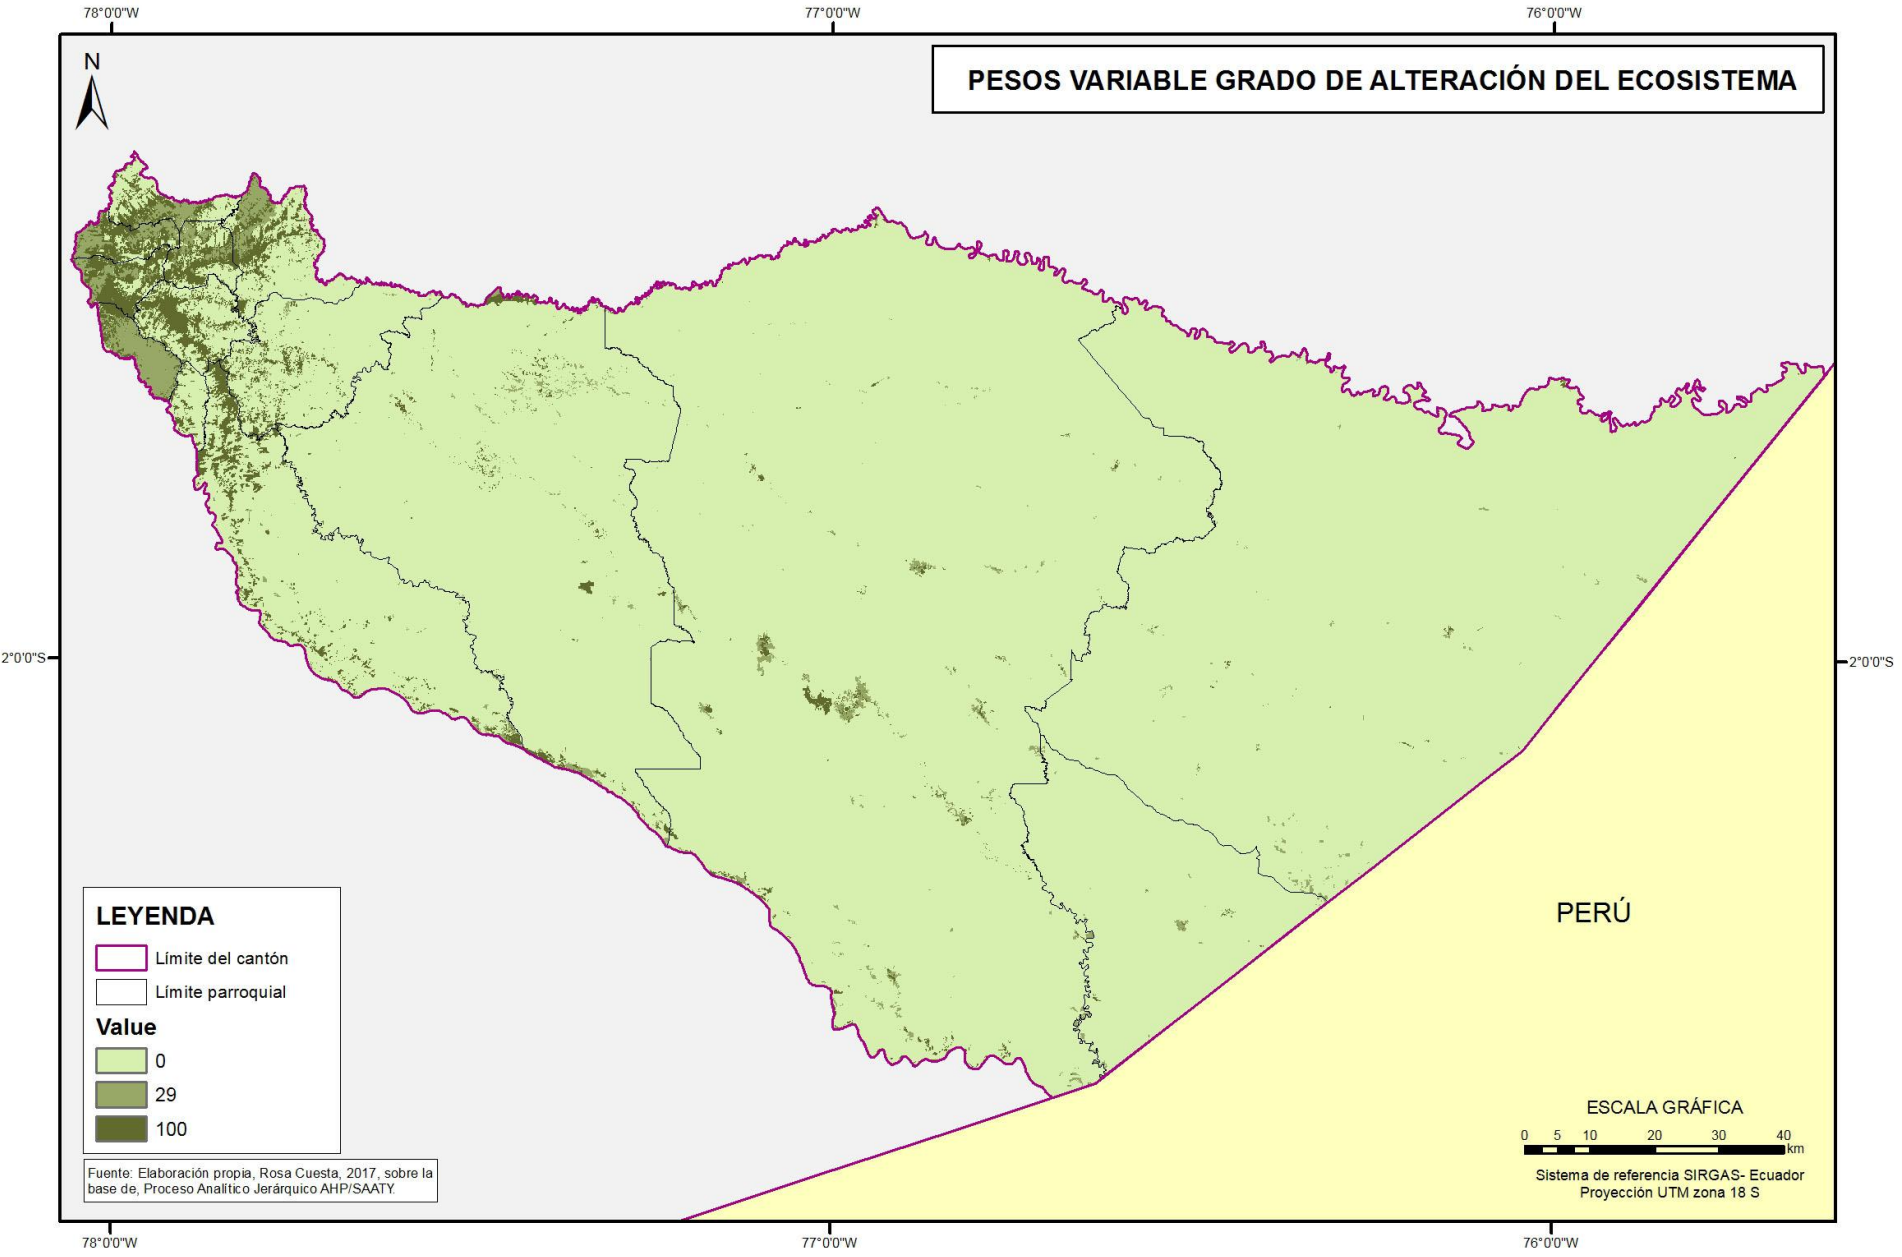 78°0'0"W
77°0'0"W
76°0'0"W
N
PESOS VARIABLE GRADO DE ALTERACIÓN DEL ECOSISTEMA
2°0'0"S
2°0'0"S
PERÚ
LEYENDA
Límite del cantón
Límite parroquial
Value
0
29
100
Fuente: Elaboración propia, Rosa Cuesta, 2017, sobre la
base de, Proceso Analítico Jerárquico AHP/SAATY.
ESCALA GRÁFICA
0 5 10 20 30 40
km
Sistema de referencia SIRGAS- Ecuador
Proyección UTM zona 18 S
78°0'0"W
77°0'0"W
76°0'0"W